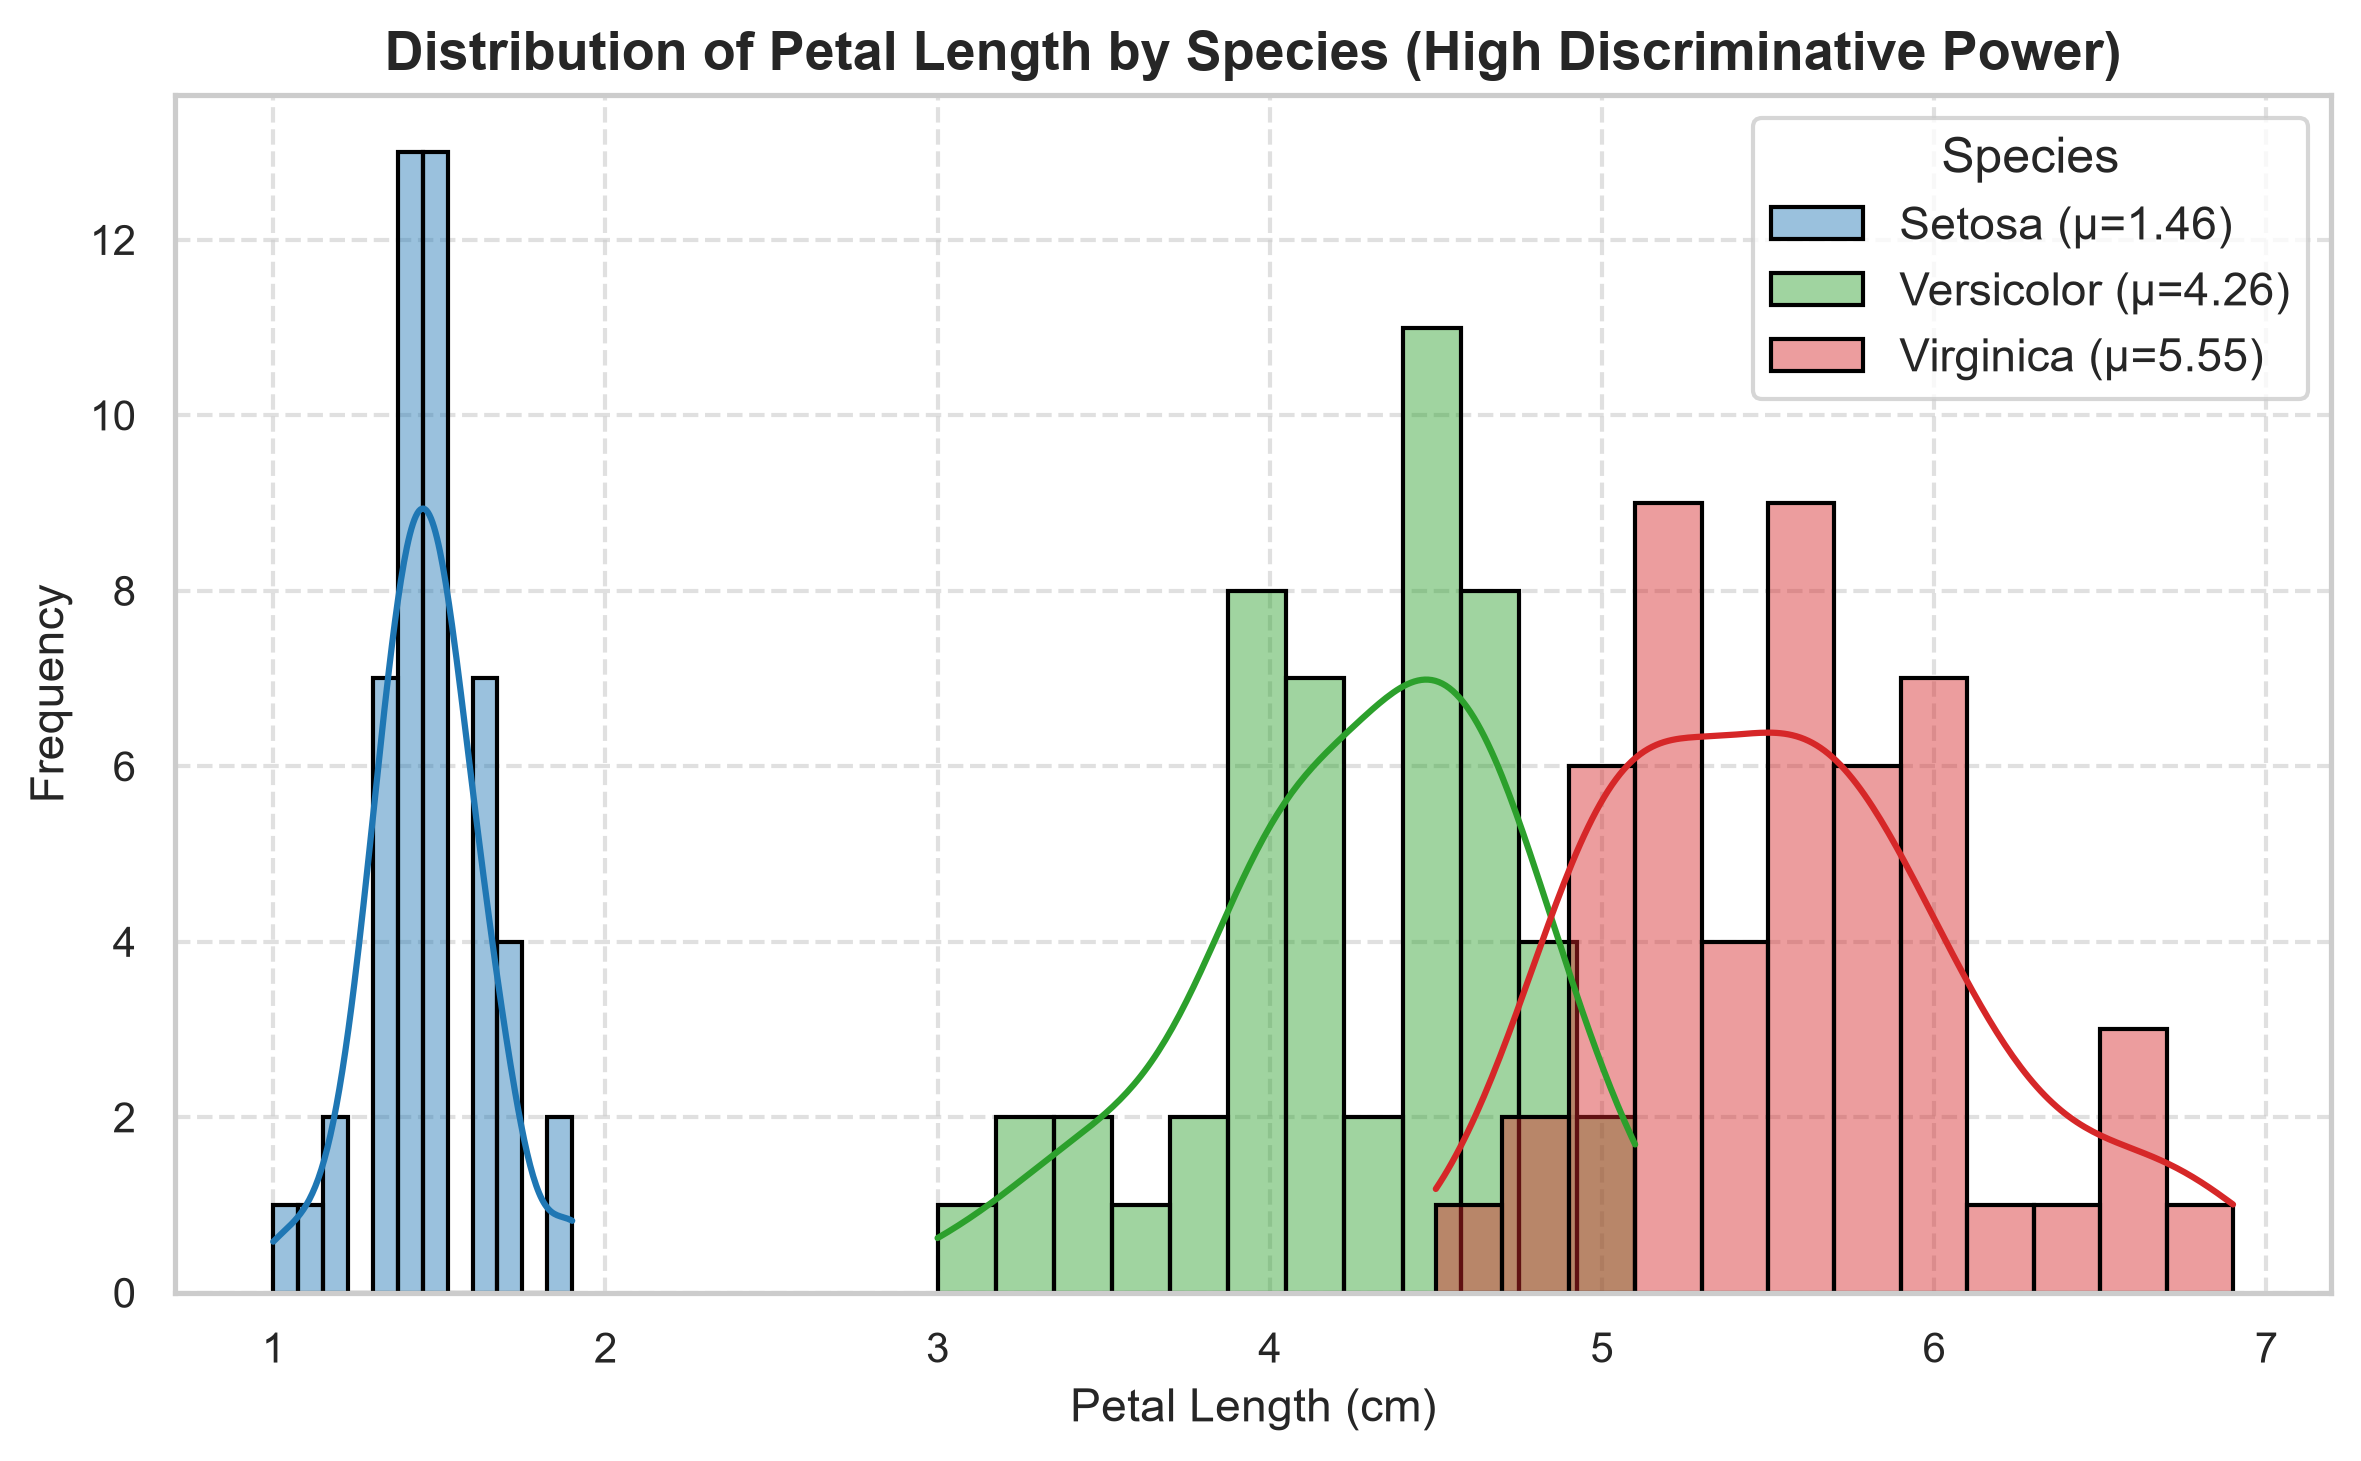 Distribution of Petal Length by Species (High Discriminative Power)
Species
Setosa (μ=1.46)
Versicolor (μ=4.26)
Virginica (μ=5.55)
Frequency
12
10
8
6
4
2
0
1 2 3 4 5 6 7
Petal Length (cm)